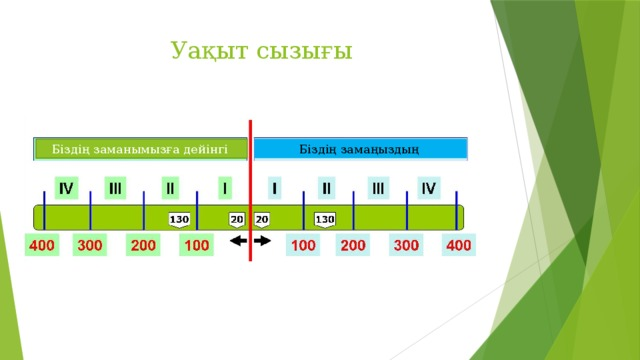 Уақыт сызығы
Біздің заманымызға дейінгі Біздің замаңыздың
IV III II I I II III IV
130 20 20 130
400 300 200 100 100 200 300 400